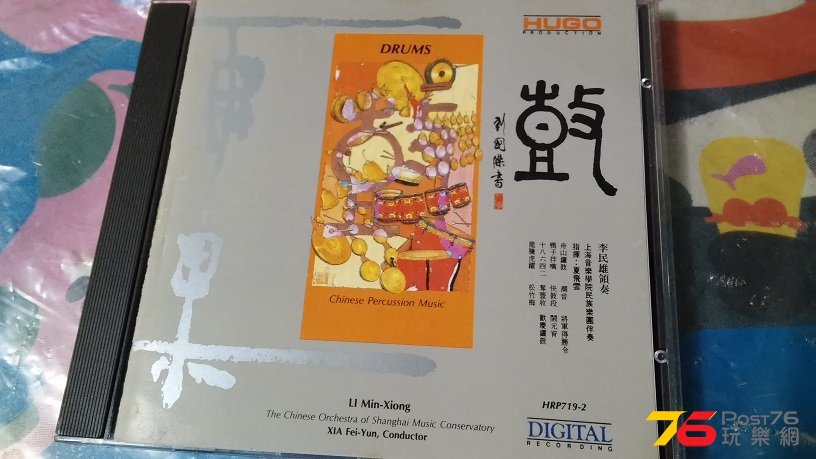 DRUMS
Chinese Percussion Music
HUGO
PRODUCTION
鼓
劉國傑書
李民雄領奏
上海音樂學院民族樂團伴奏
指揮：夏飛雲
舟山鑼鼓 潮音 將軍得勝令
鴨子拌嘴 快鼓段 鬧元宵
十八六四二 奪豐收 歡慶鑼鼓
龍騰虎躍 松竹梅
LI Min-Xiong
The Chinese Orchestra of Shanghai Music Conservatory
XIA Fei-Yun, Conductor
HRP719-2
DIGITAL
RECORDING
76 POST76
玩樂網